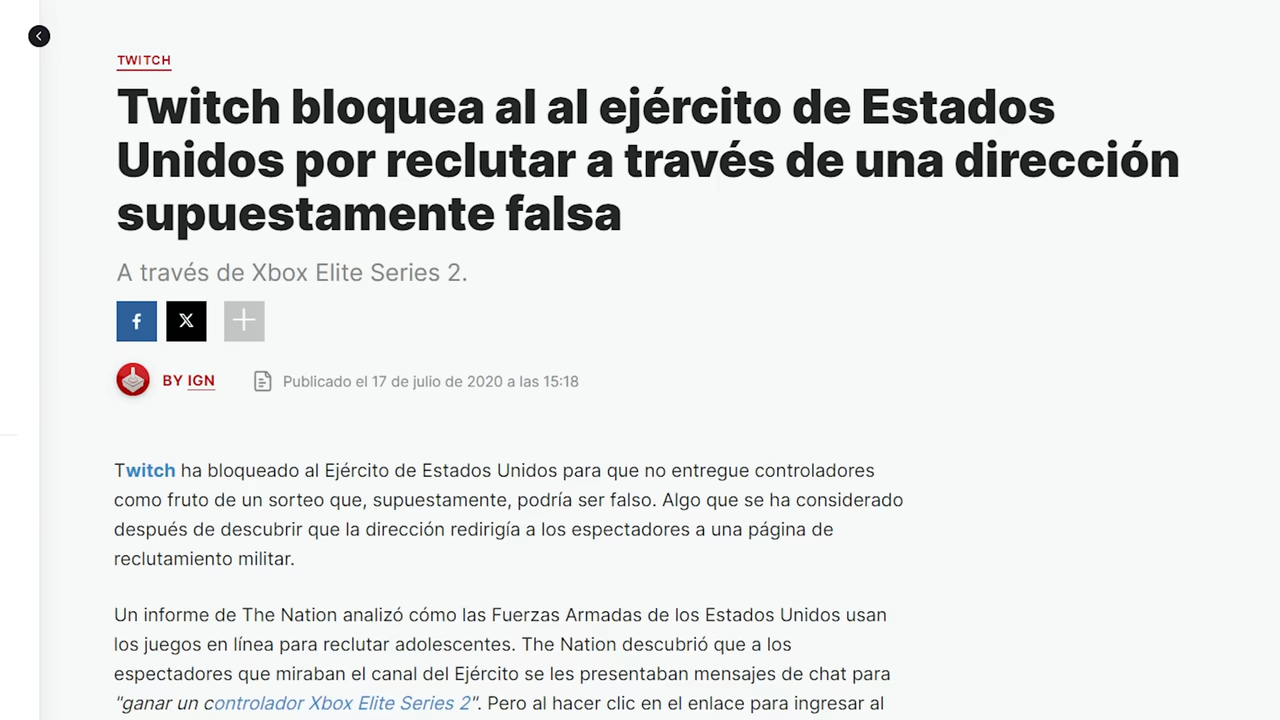 TWITCH
Twitch bloquea al al ejército de Estados
Unidos por reclutar a través de una dirección
supuestamente falsa
A través de Xbox Elite Series 2.
BY IGN
Publicado el 17 de julio de 2020 a las 15:18
Twitch ha bloqueado al Ejército de Estados Unidos para que no entregue controladores
como fruto de un sorteo que, supuestamente, podría ser falso. Algo que se ha considerado
después de descubrir que la dirección redirigía a los espectadores a una página de
reclutamiento militar.
Un informe de The Nation analizó cómo las Fuerzas Armadas de los Estados Unidos usan
los juegos en línea para reclutar adolescentes. The Nation descubrió que a los
espectadores que miraban el canal del Ejército se les presentaban mensajes de chat para
"ganar un controlador Xbox Elite Series 2". Pero al hacer clic en el enlace para ingresar al